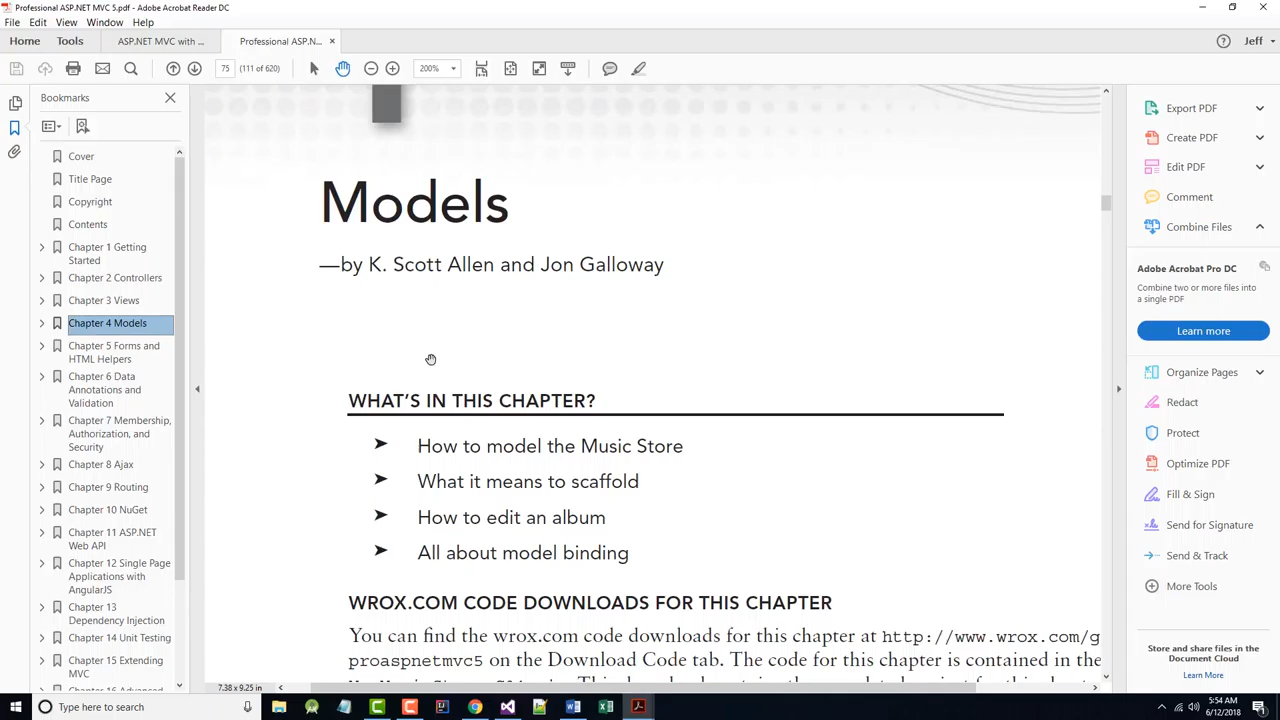 Professional ASP.NET MVC 5.pdf - Adobe Acrobat Reader DC
File Edit View Window Help
Home Tools ASP.NET MVC with ... Professional ASP.N... × Jeff
75 (111 of 620) 200%
Bookmarks
Cover
Title Page
Copyright
Contents
Chapter 1 Getting
Started
Chapter 2 Controllers
Chapter 3 Views
Chapter 4 Models
Chapter 5 Forms and
HTML Helpers
Chapter 6 Data
Annotations and
Validation
Chapter 7 Membership,
Authorization, and
Security
Chapter 8 Ajax
Chapter 9 Routing
Chapter 10 NuGet
Chapter 11 ASP.NET
Web API
Chapter 12 Single Page
Applications with
AngularJS
Chapter 13
Dependency Injection
Chapter 14 Unit Testing
Chapter 15 Extending
MVC
Models
—by K. Scott Allen and Jon Galloway
WHAT'S IN THIS CHAPTER?
➤ How to model the Music Store
➤ What it means to scaffold
➤ How to edit an album
➤ All about model binding
WROX.COM CODE DOWNLOADS FOR THIS CHAPTER
You can find the wrox.com code downloads for this chapter at http://www.wrox.com/g
proaspnetmvc5 on the Download Code tab. The code for this chapter is contained in the
7.38 x 9.25 in
Export PDF
Create PDF
Edit PDF
Comment
Combine Files
Adobe Acrobat Pro DC
Combine two or more files into
a single PDF
Learn more
Organize Pages
Redact
Protect
Optimize PDF
Fill & Sign
Send for Signature
Send & Track
More Tools
Store and share files in the
Document Cloud
Learn More
Type here to search
5:54 AM
6/12/2018